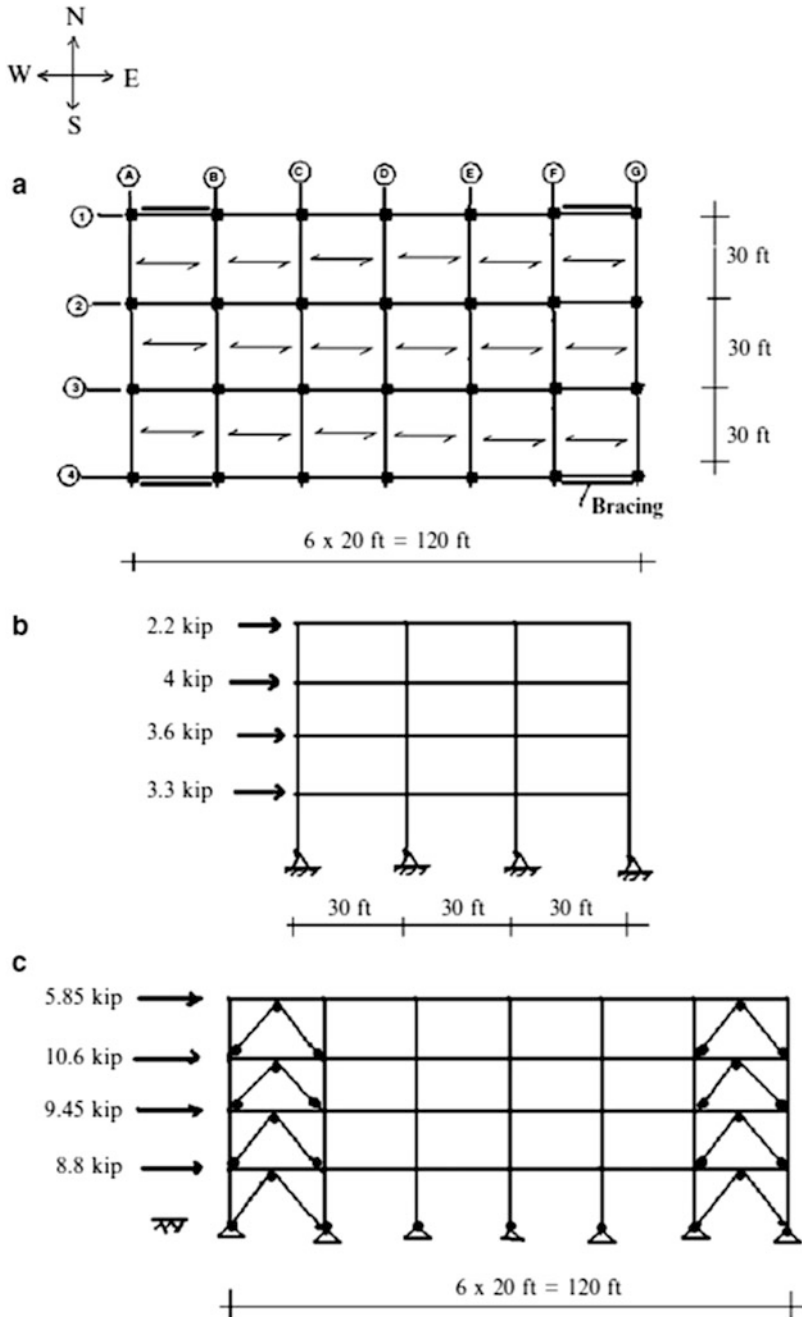 N
W E
S
a
A B C D E F G
1
30 ft
2
30 ft
3
30 ft
4
Bracing
6 x 20 ft = 120 ft
b
2.2 kip
4 kip
3.6 kip
3.3 kip
30 ft 30 ft 30 ft
c
5.85 kip
10.6 kip
9.45 kip
8.8 kip
6 x 20 ft = 120 ft